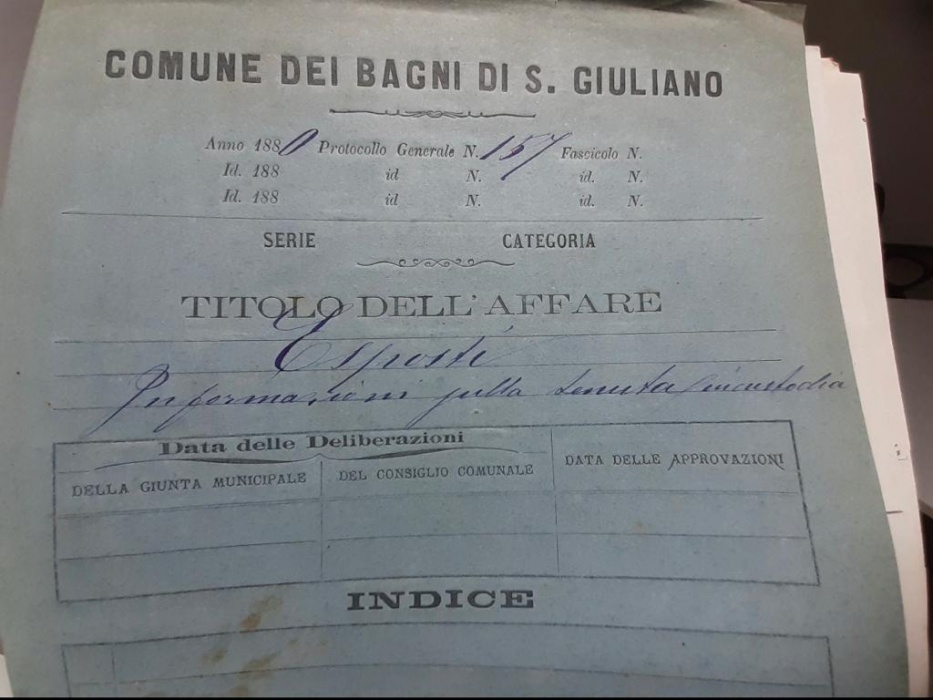 COMUNE DEI BAGNI DI S. GIULIANO
Anno 1880 Protocollo Generale N. 157 Fascicolo N.
Id. 188 id N. id. N.
Id. 188 id N. id. N.
SERIE CATEGORIA
TITOLO DELL'AFFARE
Esposti
Informazioni sulla tenuta in custodia
Data delle Deliberazioni
DELLA GIUNTA MUNICIPALE DEL CONSIGLIO COMUNALE DATA DELLE APPROVAZIONI
INDICE